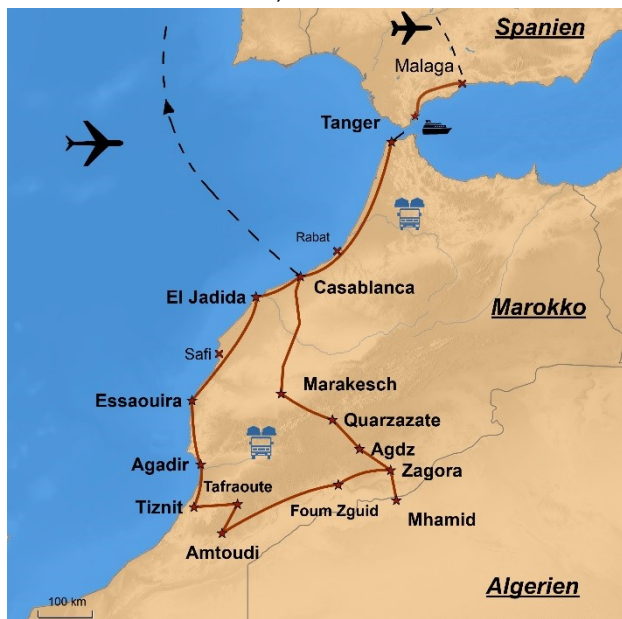 Spanien
Malaga
Tanger
Rabat
Casablanca
El Jadida
Marokko
Safi
Marakesch
Essaouira
Quarzazate
Agdz
Agadir
Zagora
Tafraoute
Tiznit
Foum Zguid
Mhamid
Amtoudi
Algerien
100 km